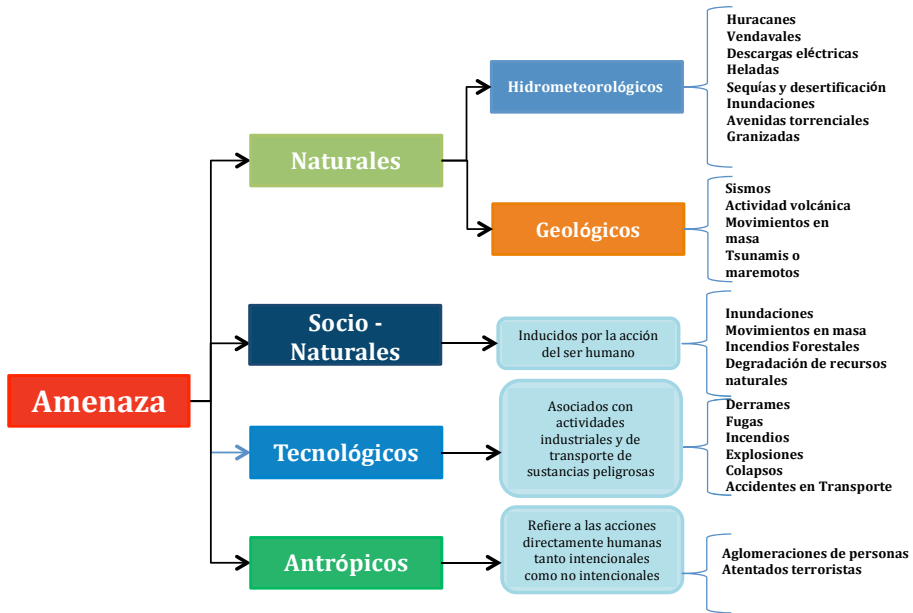 Amenaza
Naturales
Hidrometeorológicos
Huracanes
Vendavales
Descargas eléctricas
Heladas
Sequías y desertificación
Inundaciones
Avenidas torrenciales
Granizadas
Geológicos
Sismos
Actividad volcánica
Movimientos en
masa
Tsunamis o
maremotos
Socio -
Naturales
Inducidos por la acción
del ser humano
Inundaciones
Movimientos en masa
Incendios Forestales
Degradación de recursos
naturales
Tecnológicos
Asociados con
actividades
industriales y de
transporte de
sustancias peligrosas
Derrames
Fugas
Incendios
Explosiones
Colapsos
Accidentes en Transporte
Antrópicos
Refiere a las acciones
directamente humanas
tanto intencionales
como no intencionales
Aglomeraciones de personas
Atentados terroristas